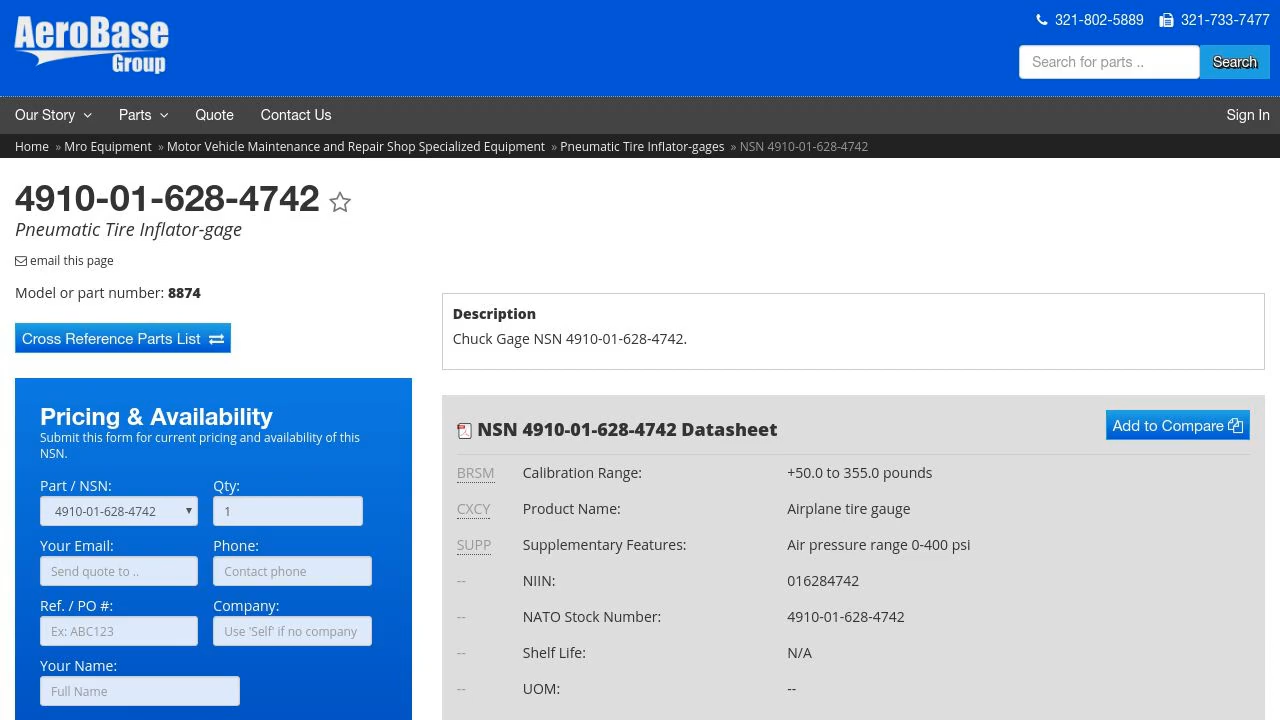 AeroBase
Group
321-802-5889 321-733-7477
Search for parts .. Search
Our Story Parts Quote Contact Us Sign In
Home » Mro Equipment » Motor Vehicle Maintenance and Repair Shop Specialized Equipment » Pneumatic Tire Inflator-gages » NSN 4910-01-628-4742
4910-01-628-4742
Pneumatic Tire Inflator-gage
email this page
Model or part number: 8874
Cross Reference Parts List
Description
Chuck Gage NSN 4910-01-628-4742.
Pricing & Availability
Submit this form for current pricing and availability of this
NSN.
Part / NSN: Qty:
4910-01-628-4742 1
Your Email: Phone:
Send quote to .. Contact phone
Ref. / PO #: Company:
Ex: ABC123 Use 'Self' if no company
Your Name:
Full Name
NSN 4910-01-628-4742 Datasheet Add to Compare
BRSM Calibration Range: +50.0 to 355.0 pounds
CXCY Product Name: Airplane tire gauge
SUPP Supplementary Features: Air pressure range 0-400 psi
-- NIIN: 016284742
-- NATO Stock Number: 4910-01-628-4742
-- Shelf Life: N/A
-- UOM: --